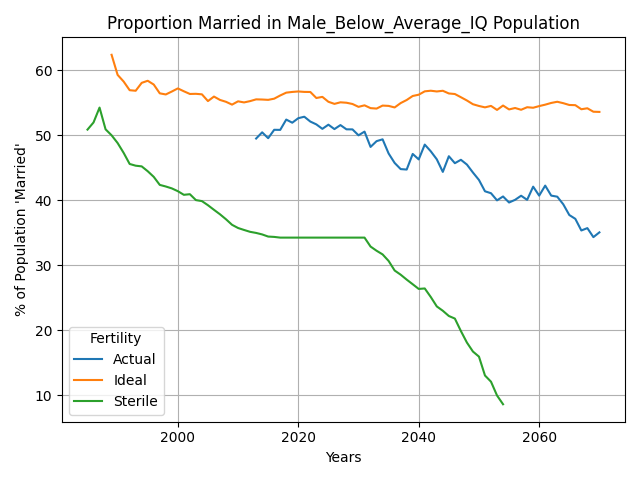 Proportion Married in Male_Below_Average_IQ Population
% of Population 'Married'
60
50
40
30
20
10
Fertility
Actual
Ideal
Sterile
2000
2020
2040
2060
Years